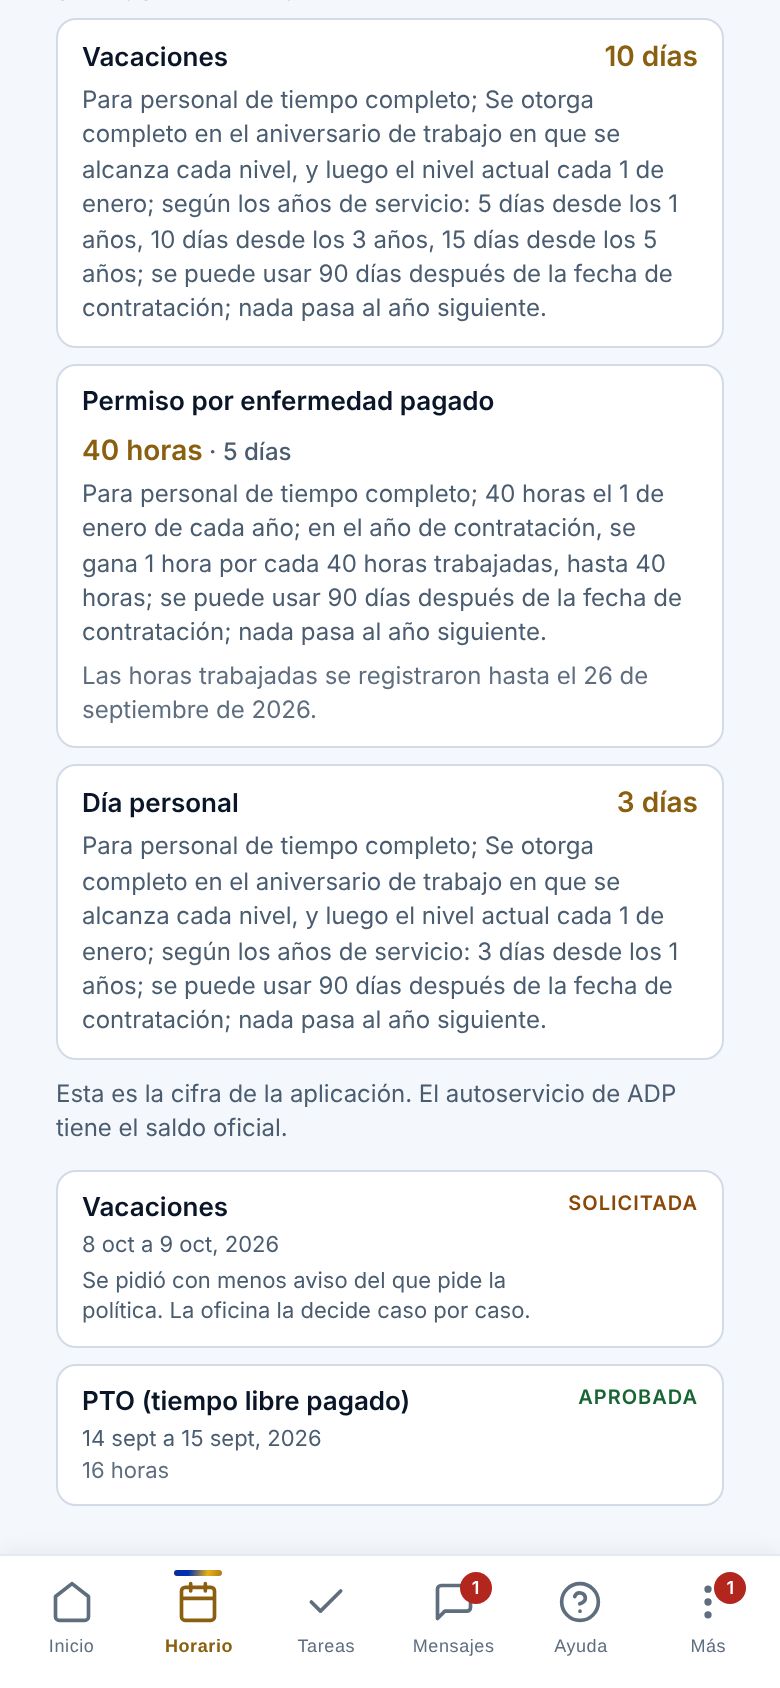 Vacaciones
10 días
Para personal de tiempo completo; Se otorga
completo en el aniversario de trabajo en que se
alcanza cada nivel, y luego el nivel actual cada 1 de
enero; según los años de servicio: 5 días desde los 1
años, 10 días desde los 3 años, 15 días desde los 5
años; se puede usar 90 días después de la fecha de
contratación; nada pasa al año siguiente.
Permiso por enfermedad pagado
40 horas · 5 días
Para personal de tiempo completo; 40 horas el 1 de
enero de cada año; en el año de contratación, se
gana 1 hora por cada 40 horas trabajadas, hasta 40
horas; se puede usar 90 días después de la fecha de
contratación; nada pasa al año siguiente.
Las horas trabajadas se registraron hasta el 26 de
septiembre de 2026.
Día personal
3 días
Para personal de tiempo completo; Se otorga
completo en el aniversario de trabajo en que se
alcanza cada nivel, y luego el nivel actual cada 1 de
enero; según los años de servicio: 3 días desde los 1
años; se puede usar 90 días después de la fecha de
contratación; nada pasa al año siguiente.
Esta es la cifra de la aplicación. El autoservicio de ADP
tiene el saldo oficial.
Vacaciones
SOLICITADA
8 oct a 9 oct, 2026
Se pidió con menos aviso del que pide la
política. La oficina la decide caso por caso.
PTO (tiempo libre pagado)
APROBADA
14 sept a 15 sept, 2026
16 horas
1
1
Inicio
Horario
Tareas
Mensajes
Ayuda
Más